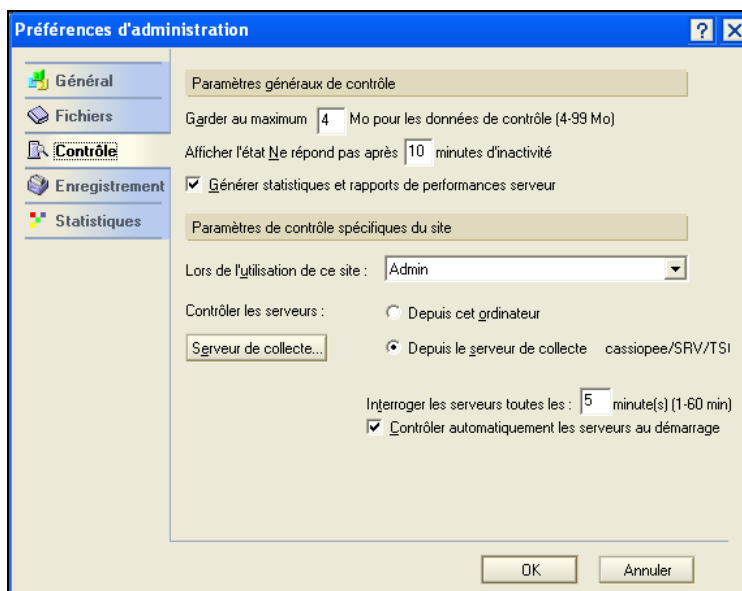 Préférences d'administration
Général
Fichiers
Contrôle
Enregistrement
Statistiques
Paramètres généraux de contrôle
Garder au maximum 4 Mo pour les données de contrôle (4-99 Mo)
Afficher l'état Ne répond pas après 10 minutes d'inactivité
Générer statistiques et rapports de performances serveur
Paramètres de contrôle spécifiques du site
Lors de l'utilisation de ce site : Admin
Contrôler les serveurs : Depuis cet ordinateur
Serveur de collecte... Depuis le serveur de collecte cassiopee/SRV/TSI
Interroger les serveurs toutes les : 5 minute(s) (1-60 min)
Contrôler automatiquement les serveurs au démarrage
OK Annuler